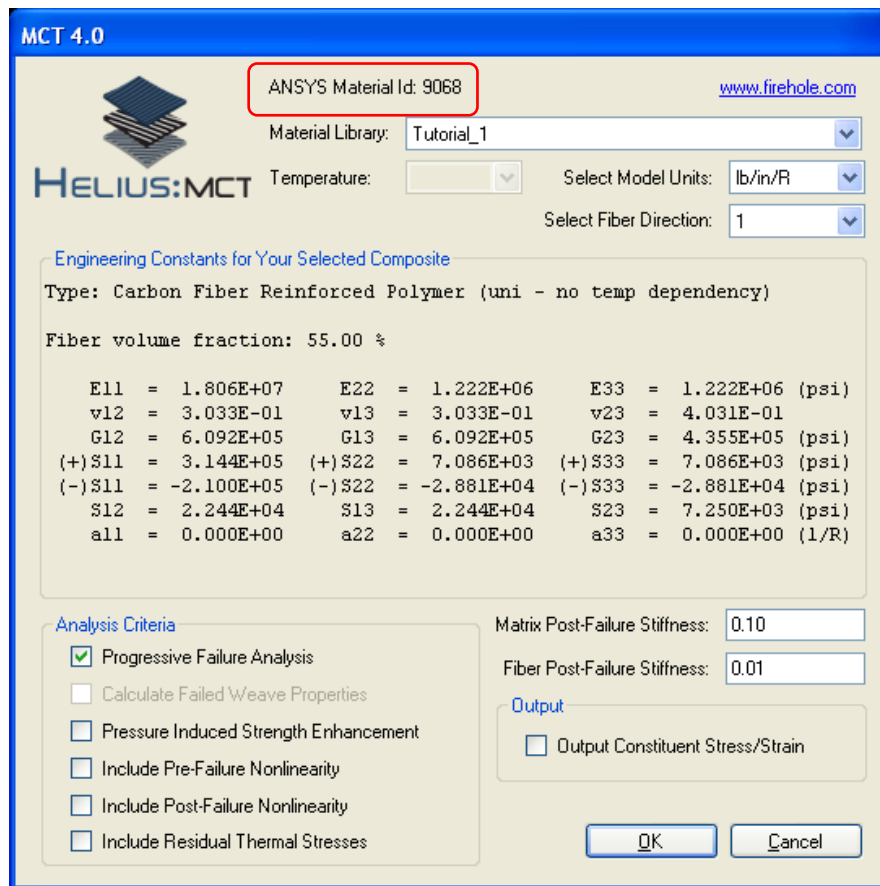 MCT 4.0
ANSYS Material Id: 9068
www.firehole.com
Material Library: Tutorial_1
HELIUS:MCT
Temperature:
Select Model Units: lb/in/R
Select Fiber Direction: 1
Engineering Constants for Your Selected Composite
Type: Carbon Fiber Reinforced Polymer (uni - no temp dependency)
Fiber volume fraction: 55.00 %
E11 = 1.806E+07 E22 = 1.222E+06 E33 = 1.222E+06 (psi)
v12 = 3.033E-01 v13 = 3.033E-01 v23 = 4.031E-01
G12 = 6.092E+05 G13 = 6.092E+05 G23 = 4.355E+05 (psi)
(+)S11 = 3.144E+05 (+)S22 = 7.086E+03 (+)S33 = 7.086E+03 (psi)
(-)S11 = -2.100E+05 (-)S22 = -2.881E+04 (-)S33 = -2.881E+04 (psi)
S12 = 2.244E+04 S13 = 2.244E+04 S23 = 7.250E+03 (psi)
a11 = 0.000E+00 a22 = 0.000E+00 a33 = 0.000E+00 (1/R)
Analysis Criteria
Progressive Failure Analysis
Calculate Failed Weave Properties
Pressure Induced Strength Enhancement
Include Pre-Failure Nonlinearity
Include Post-Failure Nonlinearity
Include Residual Thermal Stresses
Matrix Post-Failure Stiffness: 0.10
Fiber Post-Failure Stiffness: 0.01
Output
Output Constituent Stress/Strain
OK
Cancel